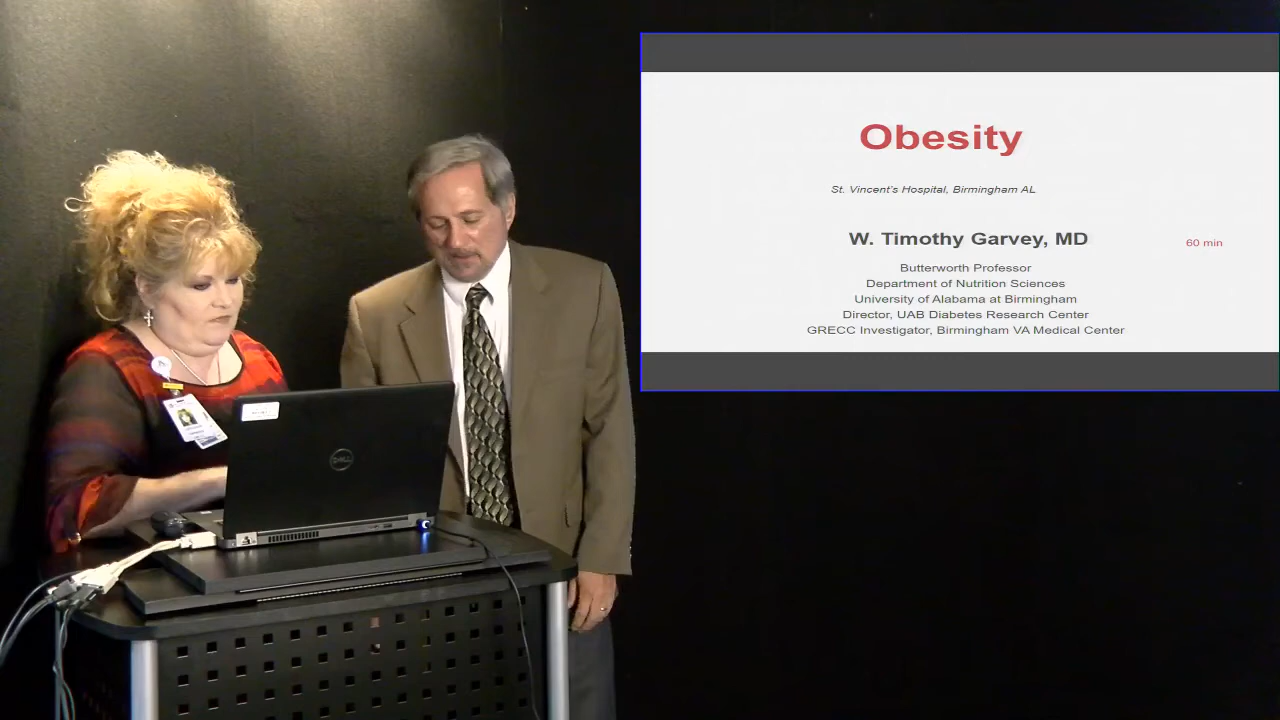 Obesity
St. Vincent's Hospital, Birmingham AL
W. Timothy Garvey, MD
60 min
Butterworth Professor
Department of Nutrition Sciences
University of Alabama at Birmingham
Director, UAB Diabetes Research Center
GRECC Investigator, Birmingham VA Medical Center
DELL